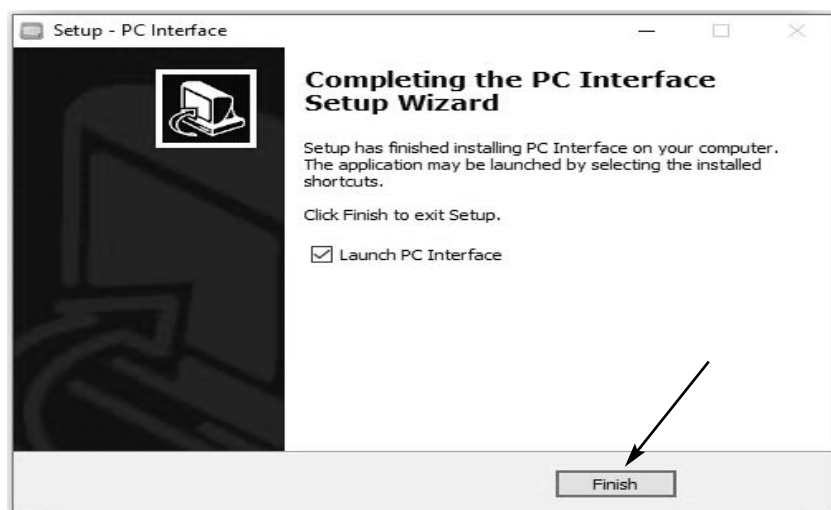 Setup - PC Interface
Completing the PC Interface
Setup Wizard
Setup has finished installing PC Interface on your computer.
The application may be launched by selecting the installed
shortcuts.
Click Finish to exit Setup.
Launch PC Interface
Finish